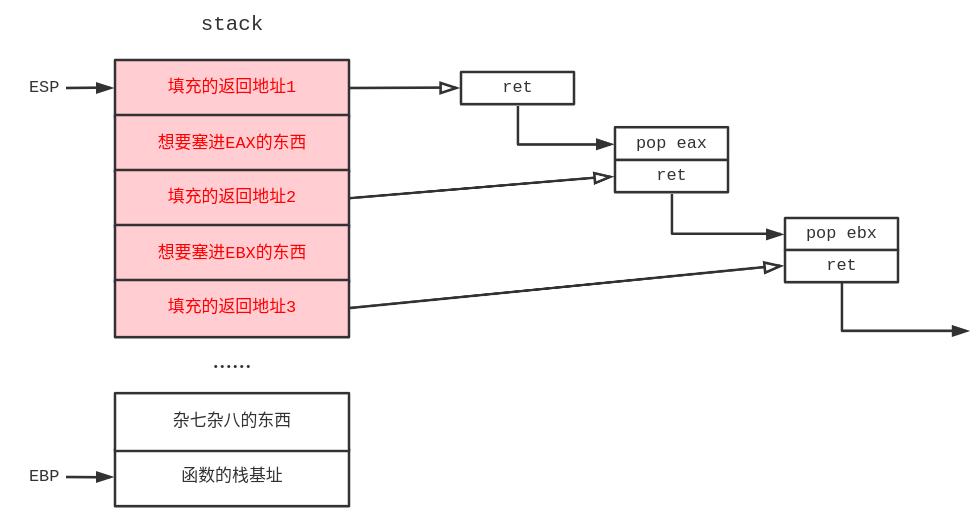 stack
ESP
填充的返回地址1
ret
想要塞进EAX的东西
pop eax
填充的返回地址2
ret
想要塞进EBX的东西
pop ebx
ret
填充的返回地址3
......
杂七杂八的东西
EBP
函数的栈基址